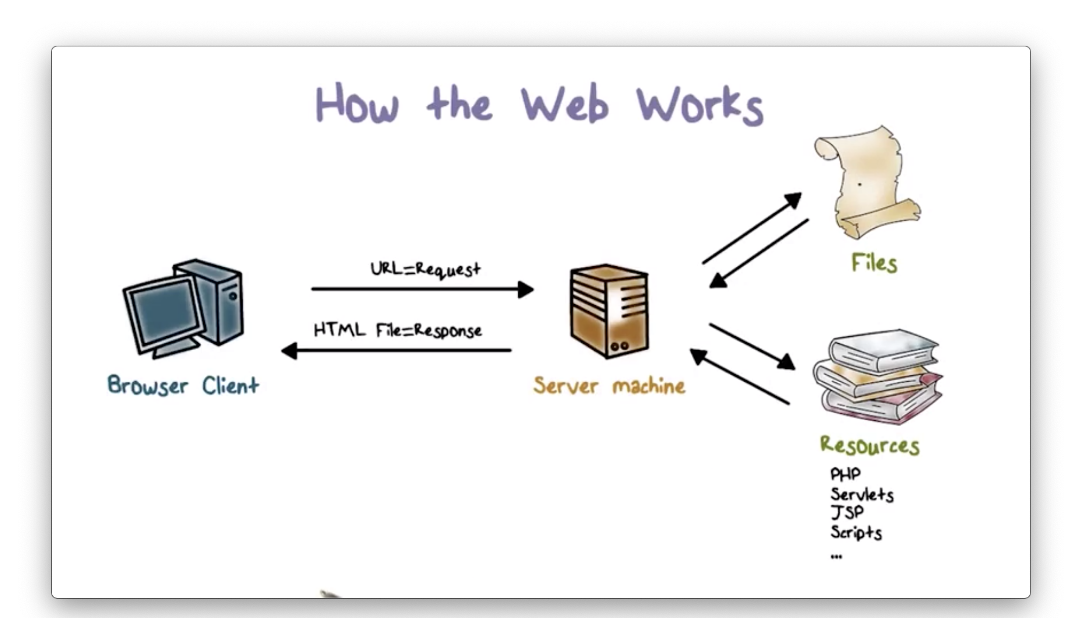 How the Web Works
Files
URL=Request
HTML File=Response
Browser Client
Server machine
Resources
PHP
Servlets
JSP
Scripts
...